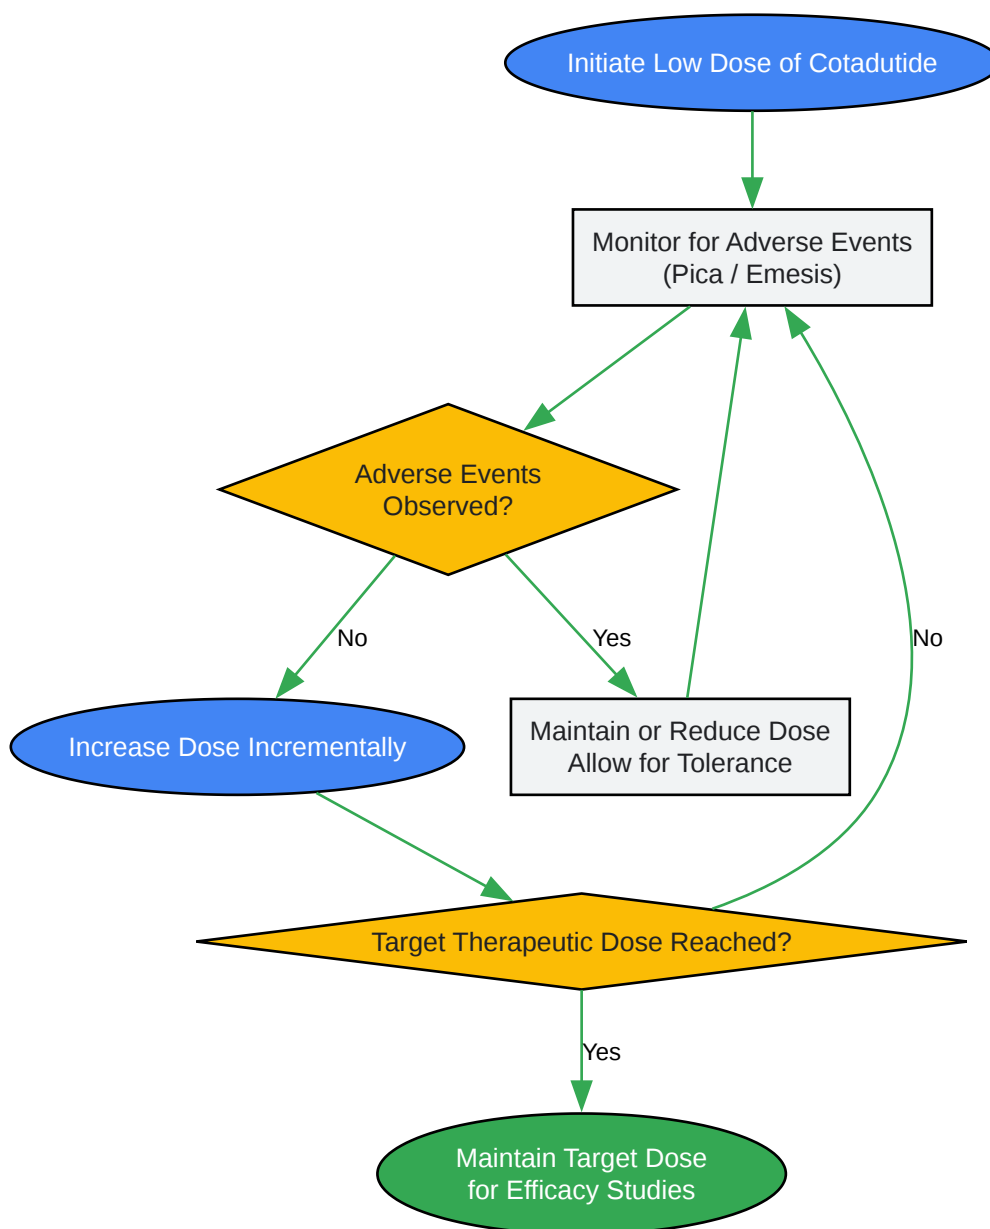 Initiate Low Dose of Cotadutide
Monitor for Adverse Events
(Pica / Emesis)
Adverse Events
Observed?
No
Yes
No
Increase Dose Incrementally
Maintain or Reduce Dose
Allow for Tolerance
Target Therapeutic Dose Reached?
Yes
Maintain Target Dose
for Efficacy Studies